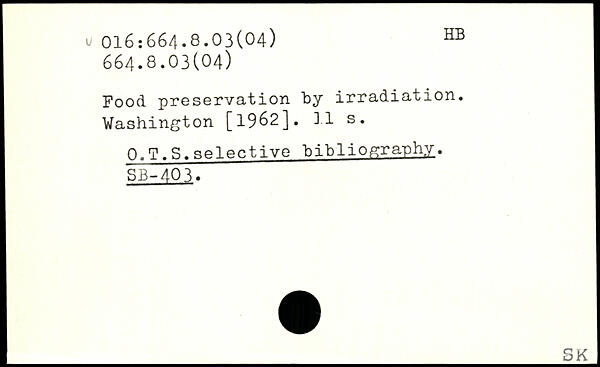 v 016:664.8.03(04) HB
664.8.03(04)
Food preservation by irradiation.
Washington [1962]. 11 s.
O.T.S.selective bibliography.
SB-403.
SK